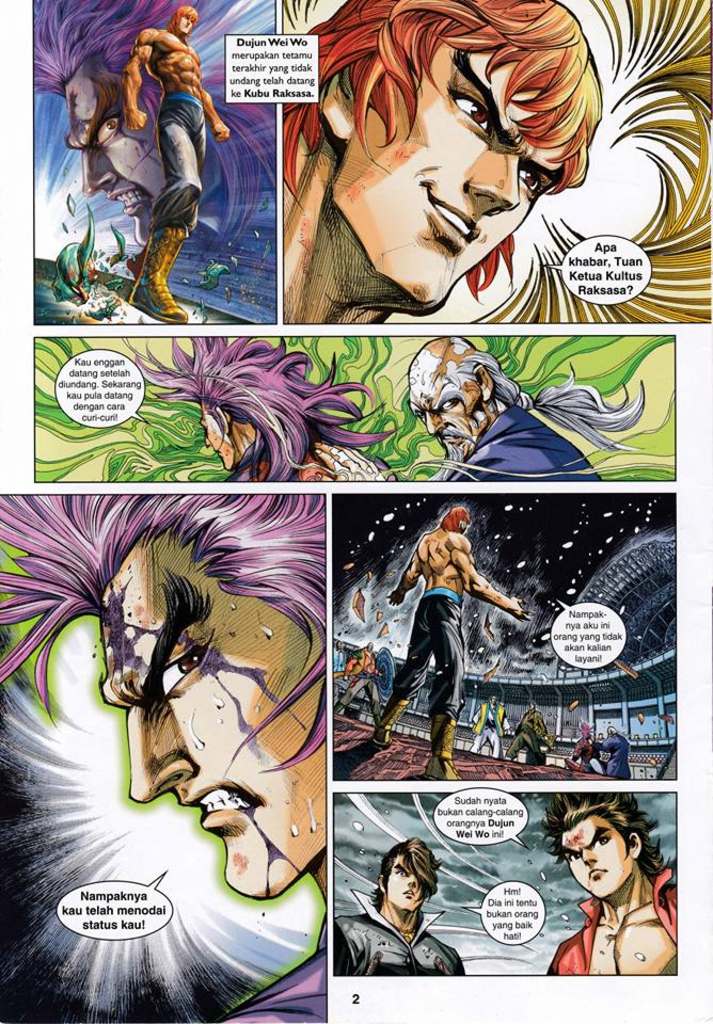 Dujun Wei Wo
merupakan tetamu
terakhir yang tidak
undang telah datang
ke Kubu Raksasa.
Apa
khabar, Tuan
Ketua Kultus
Raksasa?
Kau enggan
datang setelah
diundang. Sekarang
kau pula datang
dengan cara
curi-curi!
Nampaknya
kau telah menodai
status kau!
Nampak-
nya aku ini
orang yang tidak
akan kalian
layani!
Sudah nyata
bukan calang-calang
orangnya Dujun
Wei Wo ini!
Hm!
Dia ini tentu
bukan orang
yang baik
hati!
2